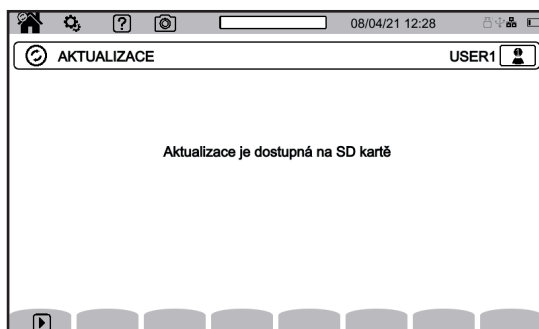 08/04/21 12:28
AKTUALIZACE
USER1
Aktualizace je dostupná na SD kartě